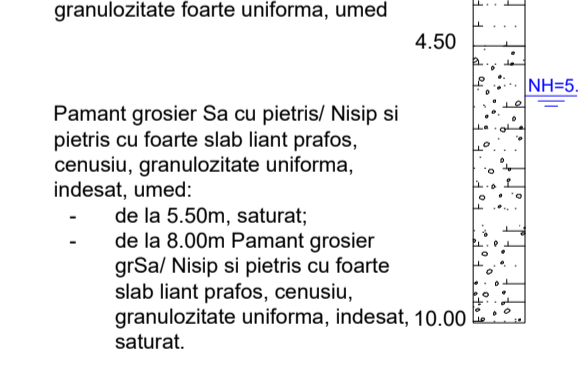 granulozitate foarte uniforma, umed
4.50
NH=5.
Pamant grosier Sa cu pietris/ Nisip si
pietris cu foarte slab liant prafos,
cenusiu, granulozitate uniforma,
indesat, umed:
- de la 5.50m, saturat;
- de la 8.00m Pamant grosier
grSa/ Nisip si pietris cu foarte
slab liant prafos, cenusiu,
granulozitate uniforma, indesat, 10.00
saturat.